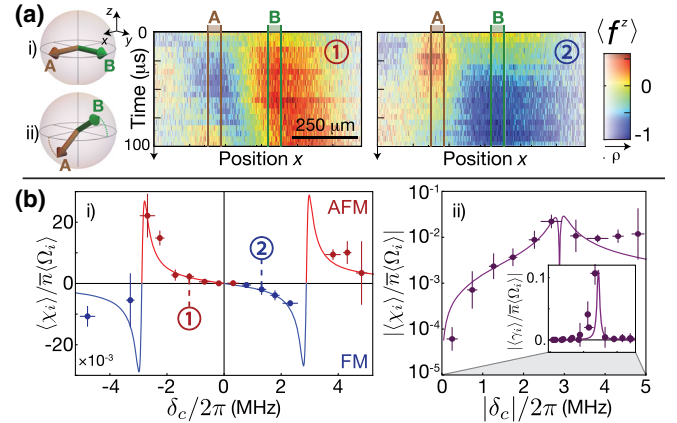 (a)
i)
z
x
y
A
B
ii)
B
A
Time (μs)
0
100
A
B
1
250 μm
Position x
A
B
2
Position x
⟨f^z⟩
0
-1
ρ
(b)
i)
⟨χ_i⟩/n̅⟨Ω_i⟩
20
0
-20
×10⁻³
AFM
FM
2
1
-4
-2
0
2
4
δ_c/2π (MHz)
ii)
|⟨χ_i⟩/n̅⟨Ω_i⟩|
10⁻¹
10⁻²
10⁻³
10⁻⁴
10⁻⁵
|⟨γ_i⟩/n̅⟨Ω_i⟩|
0.1
0.
0
1
2
3
4
5
|δ_c|/2π (MHz)